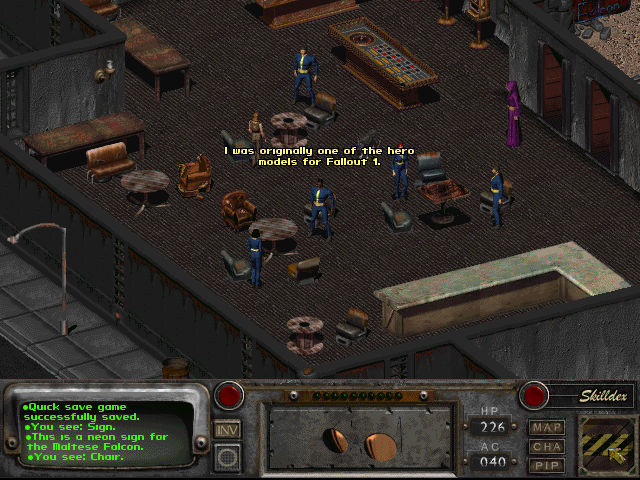 I was originally one of the hero
models for Fallout 1.
•Quick save game
successfully saved.
•You see: Sign.
•This is a neon sign for
the Maltese Falcon.
•You see: Chair.
INV
HP
226
AC
040
Skilldex
MAP
CHA
PIP